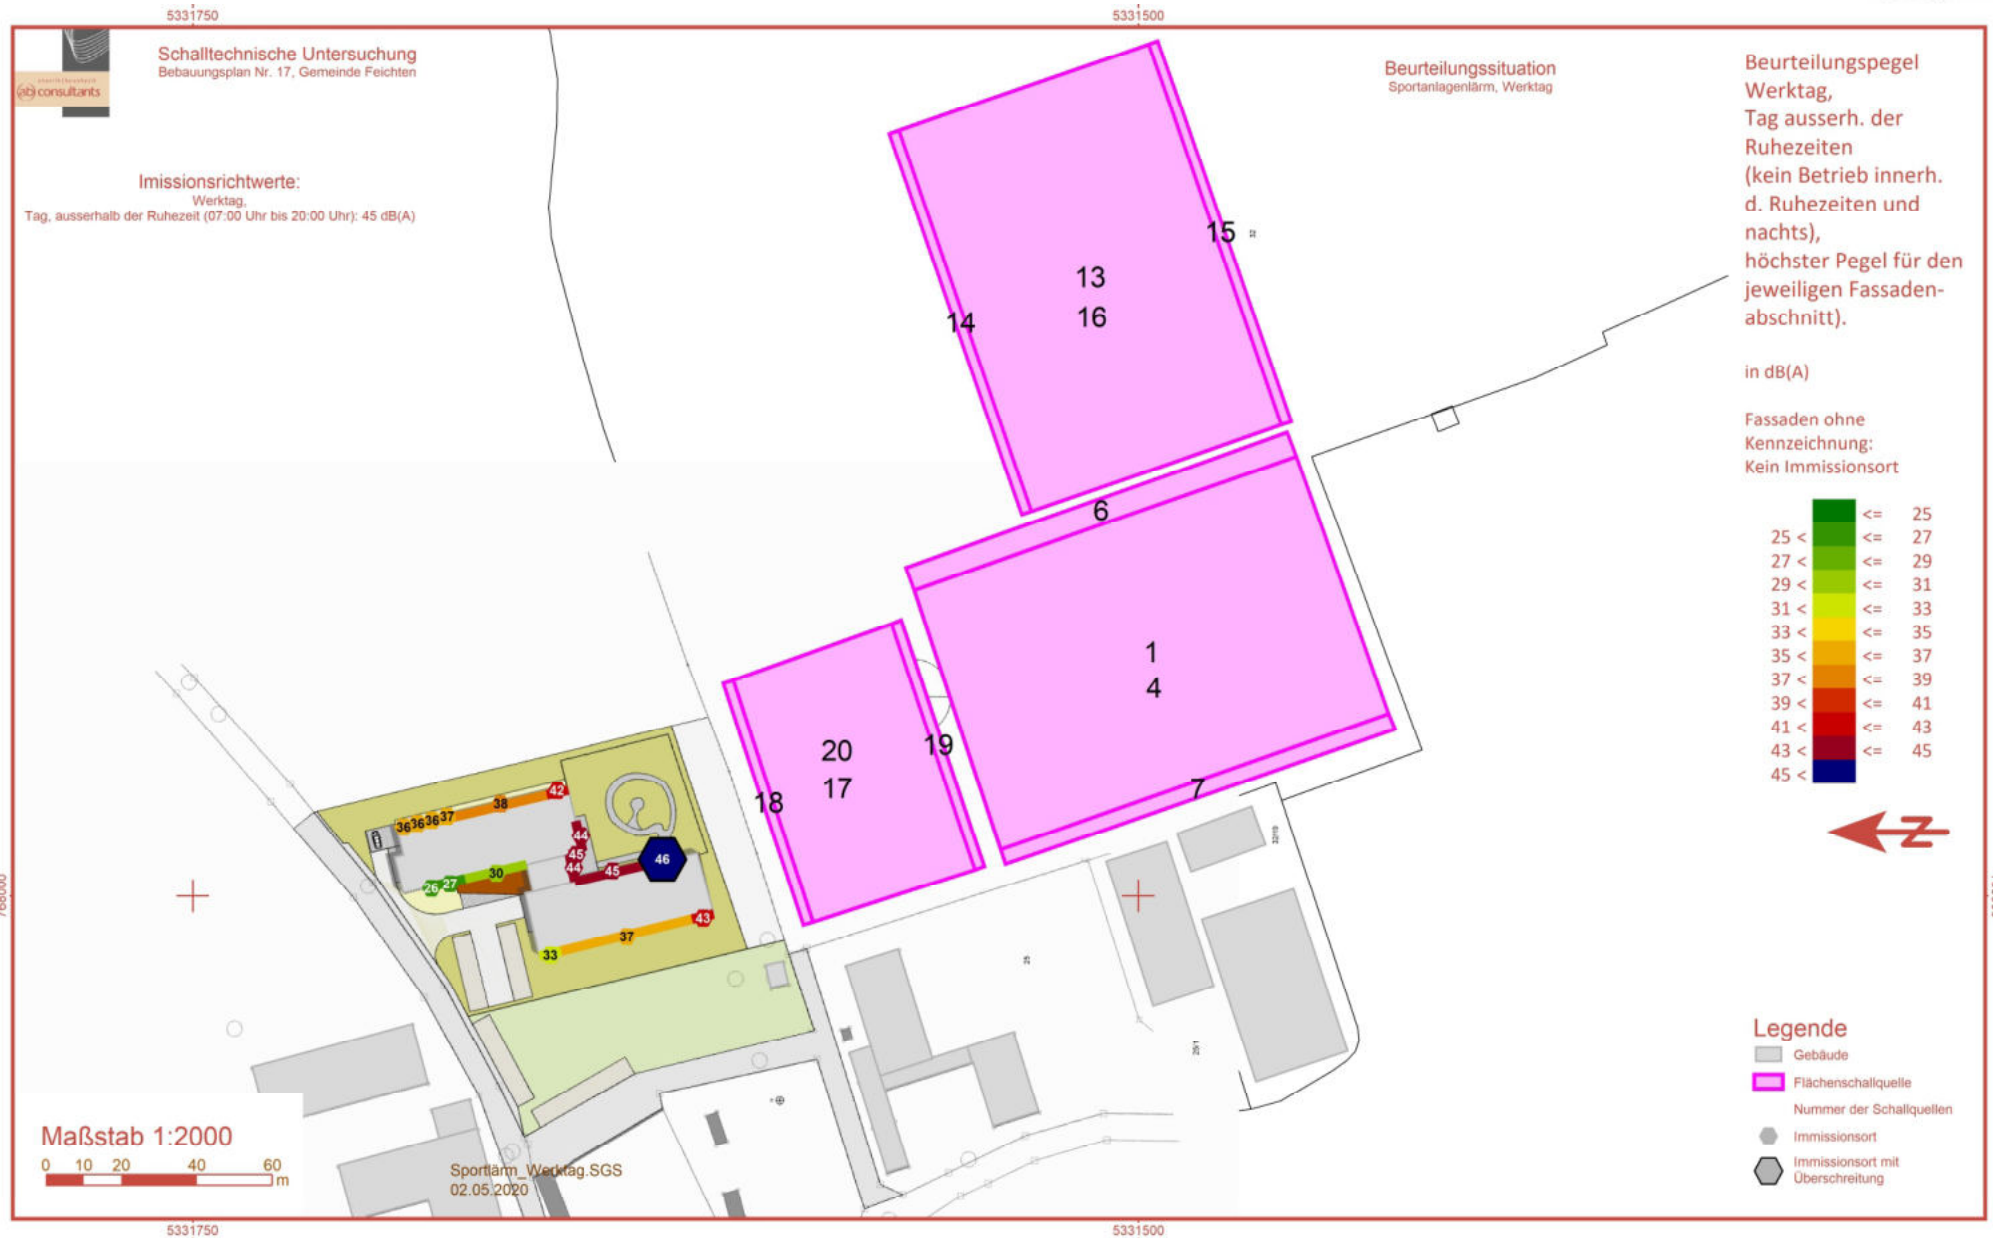 5331750
5331500
consultants
Schalltechnische Untersuchung
Bebauungsplan Nr. 17, Gemeinde Feichten
Imissionsrichtwerte:
Werktag,
Tag, ausserhalb der Ruhezeit (07:00 Uhr bis 20:00 Uhr): 45 dB(A)
Beurteilungssituation
Sportanlagenlärm, Werktag
Beurteilungspegel
Werktag,
Tag ausserh. der
Ruhezeiten
(kein Betrieb innerh.
d. Ruhezeiten und
nachts),
höchster Pegel für den
jeweiligen Fassaden-
abschnitt).
in dB(A)
Fassaden ohne
Kennzeichnung:
Kein Immissionsort
<= 25
25 < <= 27
27 < <= 29
29 < <= 31
31 < <= 33
33 < <= 35
35 < <= 37
37 < <= 39
39 < <= 41
41 < <= 43
43 < <= 45
45 <
Z
15
32
13
16
14
6
1
4
20
17
19
18
7
42
38
36
36
36
37
44
45
44
45
46
30
27
26
43
37
33
25
25/1
Legende
Gebäude
Flächenschallquelle
Nummer der Schallquellen
Immissionsort
Immissionsort mit
Überschreitung
Maßstab 1:2000
0 10 20 40 60
m
Sportlärm_Werktag.SGS
02.05.2020
5331750
5331500